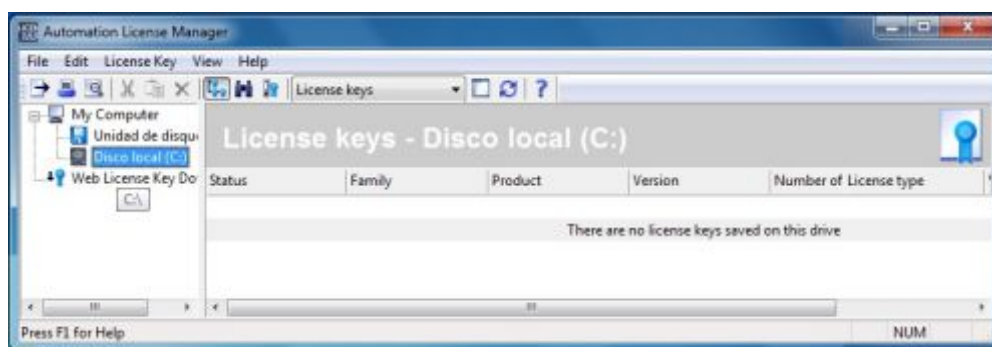 Automation License Manager
File Edit License Key View Help
License keys
My Computer
Unidad de disqu
Disco local (C:)
Web License Key Do
C:\
License keys - Disco local (C:)
Status Family Product Version Number of License type
There are no license keys saved on this drive
Press F1 for Help NUM